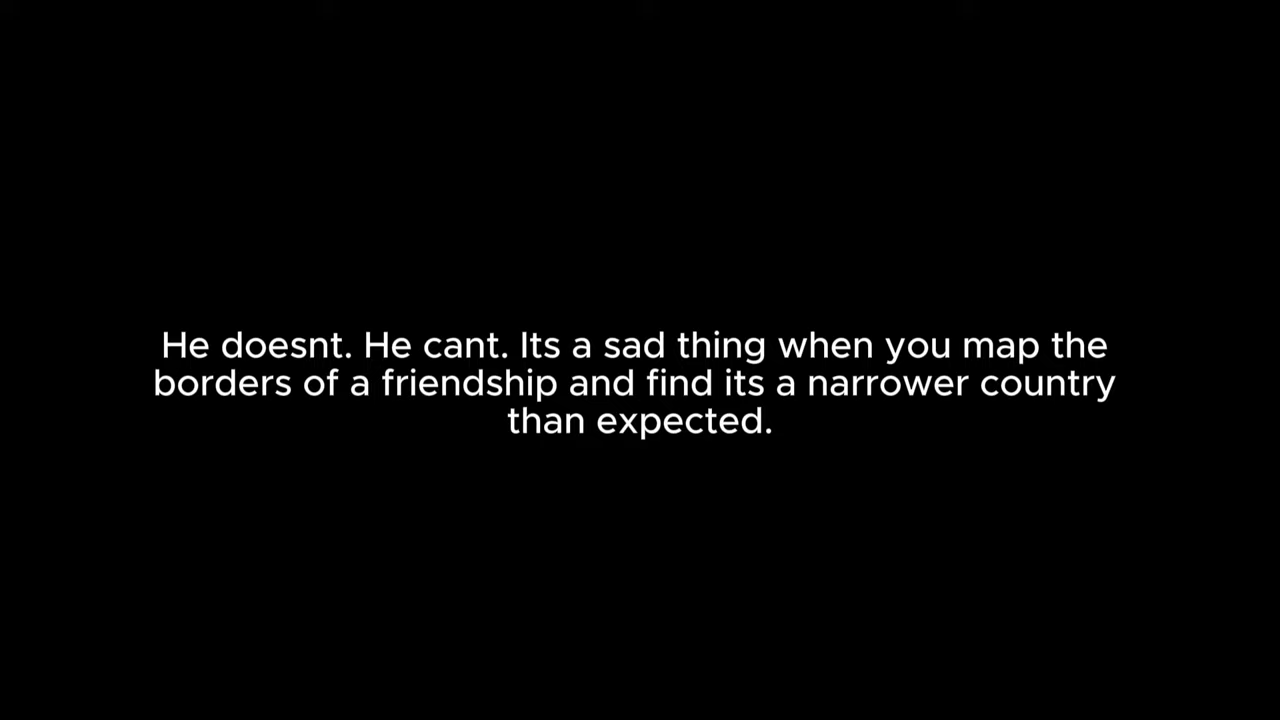 He doesnt. He cant. Its a sad thing when you map the
borders of a friendship and find its a narrower country
than expected.